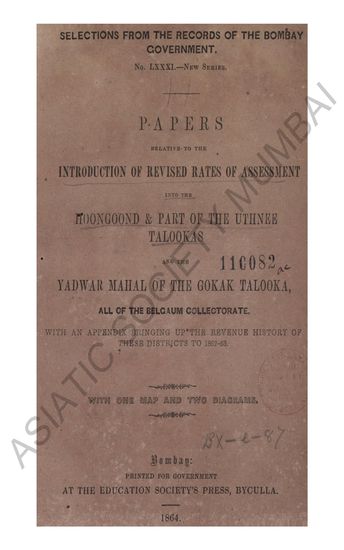 SELECTIONS FROM THE RECORDS OF THE BOMBAY
GOVERNMENT.
No. LXXXI.—New Series.
PAPERS
RELATIVE TO THE
INTRODUCTION OF REVISED RATES OF ASSESSMENT
INTO THE
HOONGOOND & PART OF THE UTHNEE
TALOOKAS
AND THE
116082
YADWAR MAHAL OF THE GOKAK TALOOKA,
ALL OF THE BELGAUM COLLECTORATE.
WITH AN APPENDIX BRINGING UP THE REVENUE HISTORY OF
THESE DISTRICTS TO 1862-63.
WITH ONE MAP AND TWO DIAGRAMS.
BX-e-87
Bombay:
PRINTED FOR GOVERNMENT
AT THE EDUCATION SOCIETY'S PRESS, BYCULLA.
1864.
ASIATIC SOCIETY MUMBAI